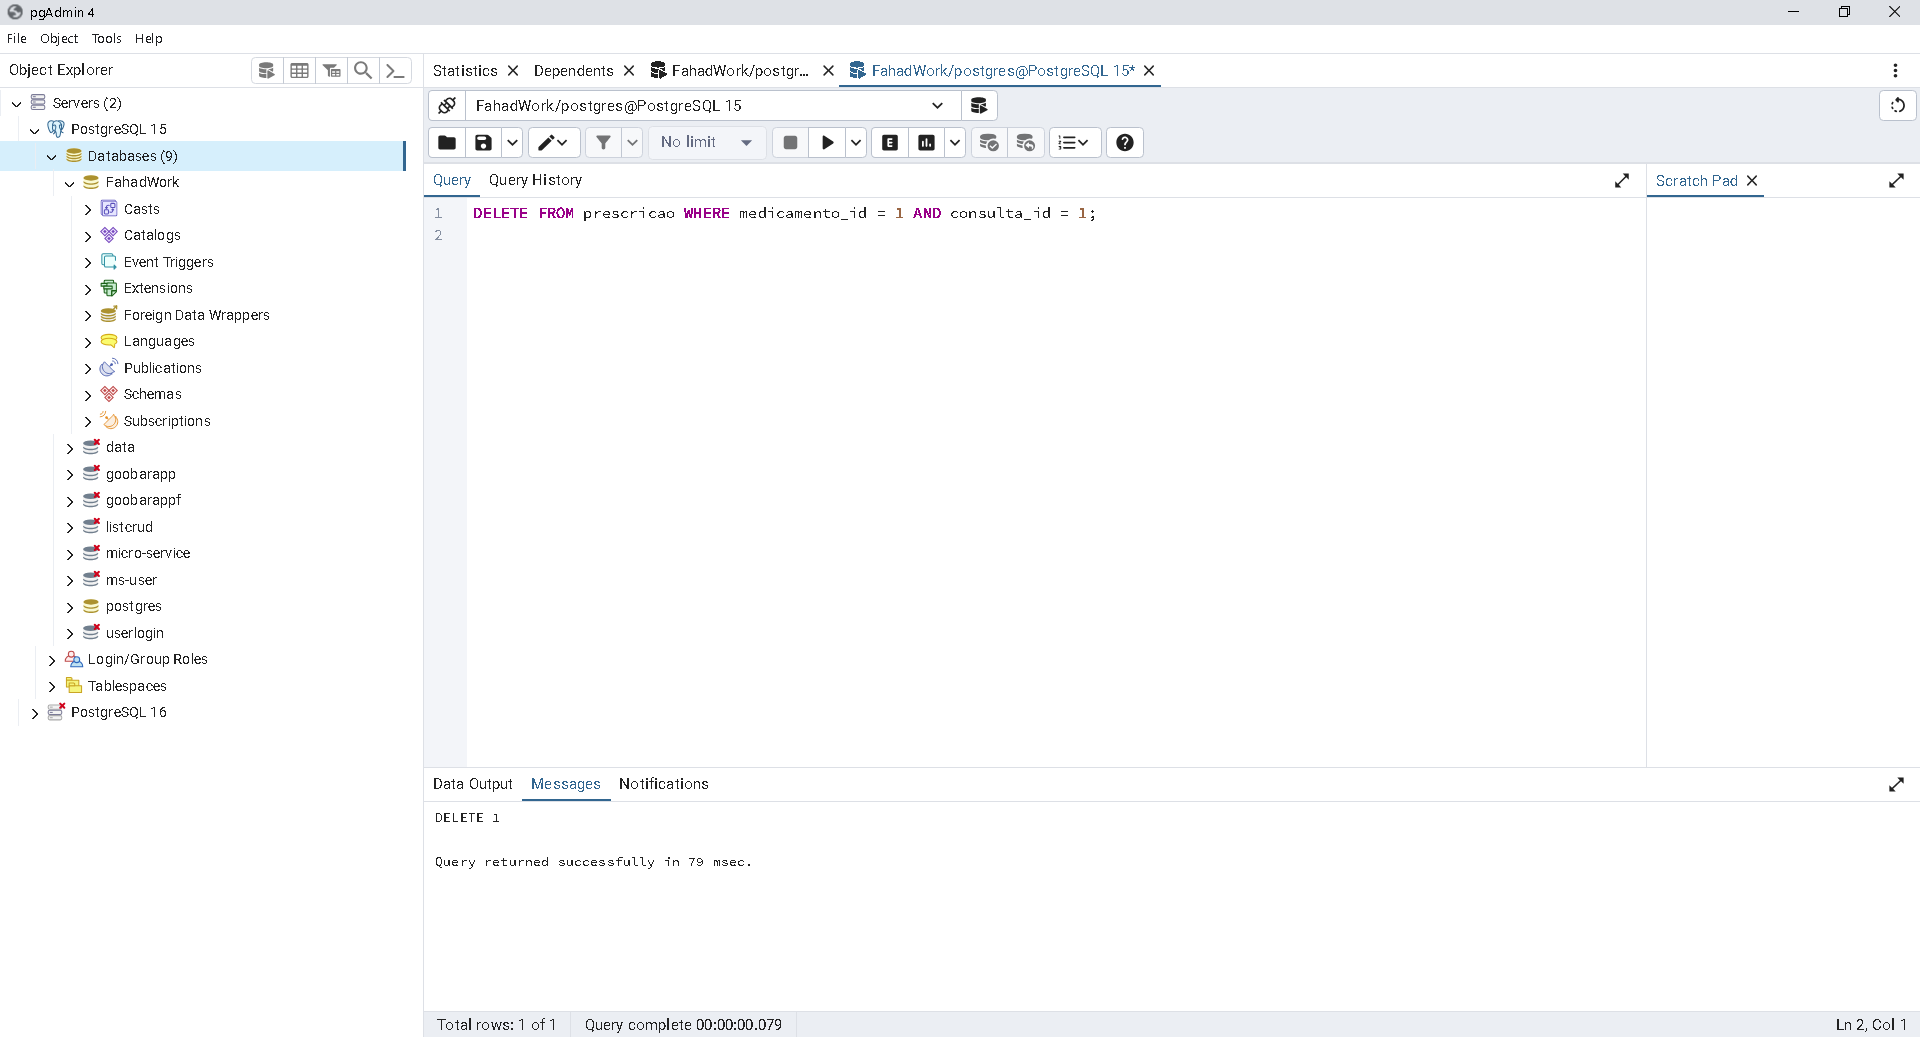 pgAdmin 4
File Object Tools Help
Object Explorer
Statistics Dependents FahadWork/postgr... FahadWork/postgres@PostgreSQL 15*
Servers (2)
PostgreSQL 15
Databases (9)
FahadWork
Casts
Catalogs
Event Triggers
Extensions
Foreign Data Wrappers
Languages
Publications
Schemas
Subscriptions
data
goobarapp
goobarappf
listcrud
micro-service
ms-user
postgres
userlogin
Login/Group Roles
Tablespaces
PostgreSQL 16
FahadWork/postgres@PostgreSQL 15
No limit
E
Query Query History
Scratch Pad
1 DELETE FROM prescricao WHERE medicamento_id = 1 AND consulta_id = 1;
2
Data Output Messages Notifications
DELETE 1
Query returned successfully in 79 msec.
Total rows: 1 of 1 Query complete 00:00:00.079 Ln 2, Col 1